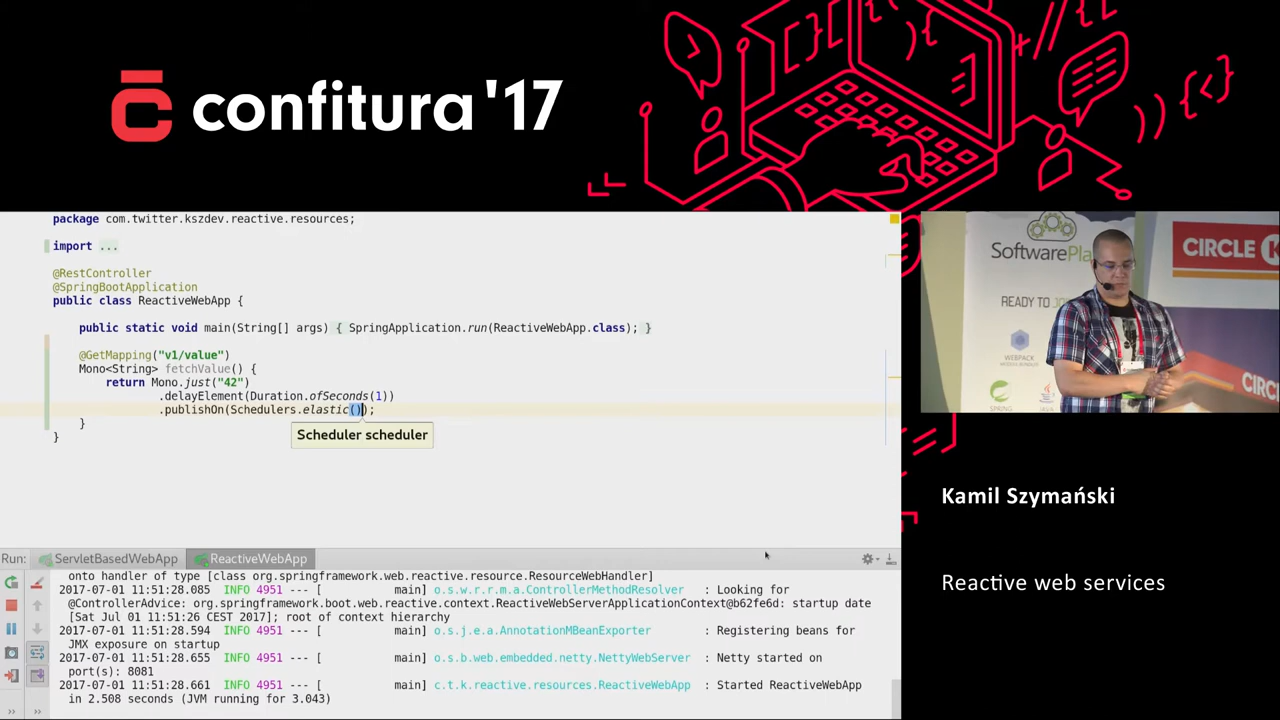 confitura '17
package com.twitter.kszdev.reactive.resources;
import ...
@RestController
@SpringBootApplication
public class ReactiveWebApp {
public static void main(String[] args) { SpringApplication.run(ReactiveWebApp.class); }
@GetMapping("v1/value")
Mono<String> fetchValue() {
return Mono.just("42")
.delayElement(Duration.ofSeconds(1))
.publishOn(Schedulers.elastic());
}
}
Scheduler scheduler
SoftwarePla
CIRCLE K
READY TO JO
WEBPACK
SPRING
Kamil Szymański
Reactive web services
Run: ServletBasedWebApp ReactiveWebApp
onto handler of type [class org.springframework.web.reactive.resource.ResourceWebHandler]
2017-07-01 11:51:28.085 INFO 4951 --- [ main] o.s.w.r.r.m.a.ControllerMethodResolver : Looking for
@ControllerAdvice: org.springframework.boot.web.reactive.context.ReactiveWebServerApplicationContext@b62fe6d: startup date
[Sat Jul 01 11:51:26 CEST 2017]; root of context hierarchy
2017-07-01 11:51:28.594 INFO 4951 --- [ main] o.s.j.e.a.AnnotationMBeanExporter : Registering beans for
JMX exposure on startup
2017-07-01 11:51:28.655 INFO 4951 --- [ main] o.s.b.web.embedded.netty.NettyWebServer : Netty started on
port(s): 8081
2017-07-01 11:51:28.661 INFO 4951 --- [ main] c.t.k.reactive.resources.ReactiveWebApp : Started ReactiveWebApp
in 2.508 seconds (JVM running for 3.043)